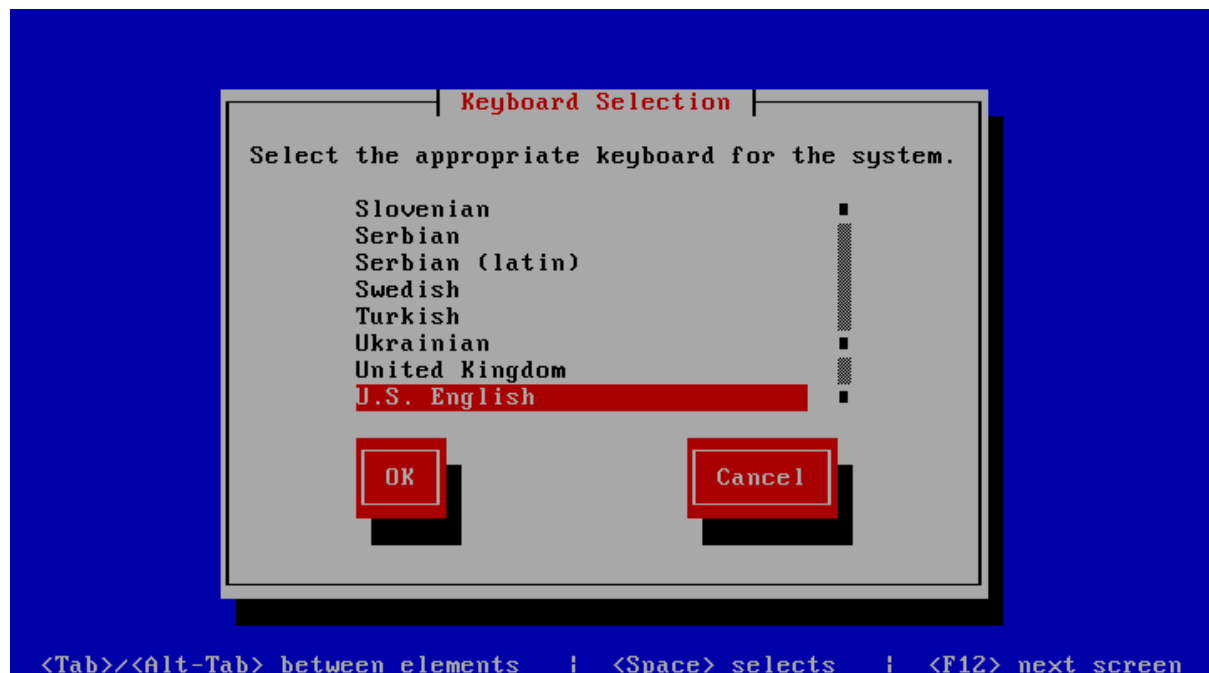 Keyboard Selection
Select the appropriate keyboard for the system.
Slovenian
Serbian
Serbian (latin)
Swedish
Turkish
Ukrainian
United Kingdom
U.S. English
OK Cancel
<Tab>/<Alt-Tab> between elements | <Space> selects | <F12> next screen